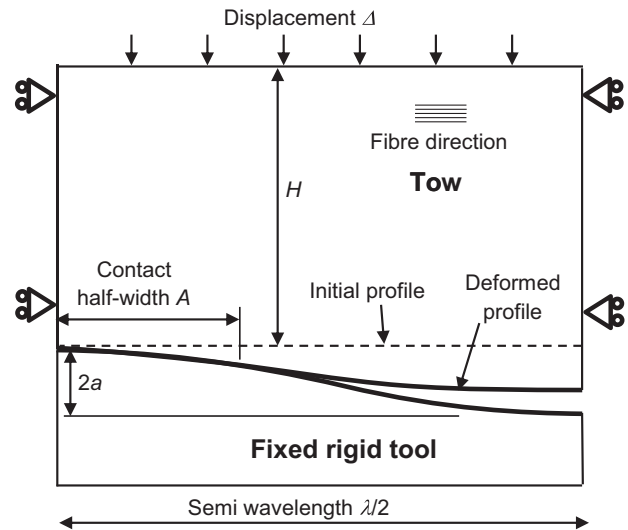 Displacement Δ
Fibre direction
Tow
H
Contact
half-width A
Initial profile
Deformed
profile
2a
Fixed rigid tool
Semi wavelength λ/2